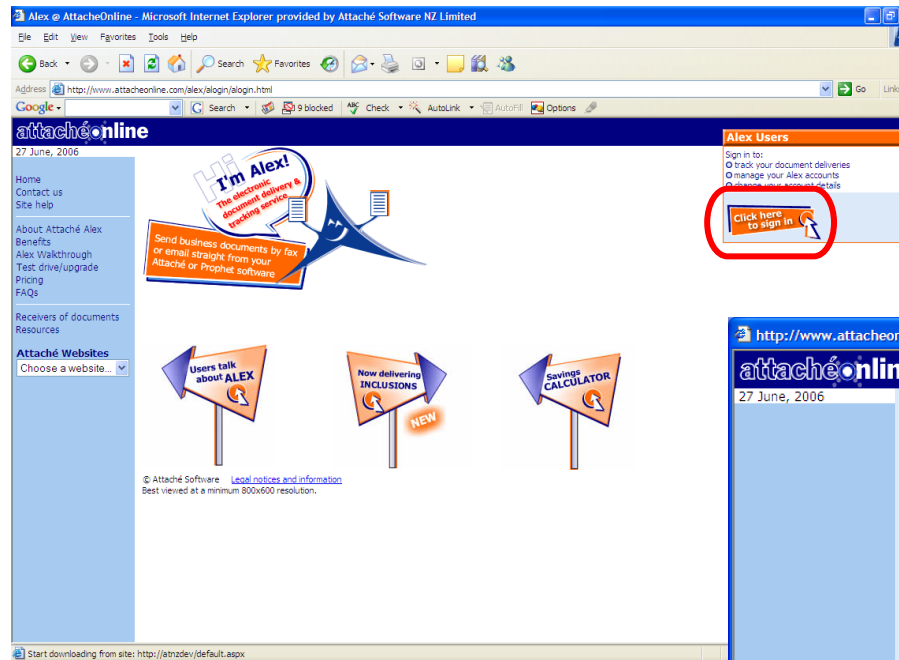 Alex @ AttacheOnline - Microsoft Internet Explorer provided by Attaché Software NZ Limited
File Edit View Favorites Tools Help
Back Search Favorites
Address http://www.attacheonline.com/alex/alogin/alogin.html Go Links
Google Search 9 blocked ABC Check AutoLink AutoFill Options
attachéonline
27 June, 2006
Home
Contact us
Site help
About Attaché Alex
Benefits
Alex Walkthrough
Test drive/upgrade
Pricing
FAQs
Receivers of documents
Resources
Attaché Websites
Choose a website...
Hi
I'm Alex!
The electronic
document delivery &
tracking service
Send business documents by fax
or email straight from your
Attaché or Prophet software
Alex Users
Sign in to:
track your document deliveries
manage your Alex accounts
change your account details
Click here
to sign in
Users talk
about ALEX
Now delivering
INCLUSIONS
NEW
Savings
CALCULATOR
© Attaché Software Legal notices and information
Best viewed at a minimum 800x600 resolution.
http://www.attacheon
attachéonlin
27 June, 2006
Start downloading from site: http://atnzdev/default.aspx